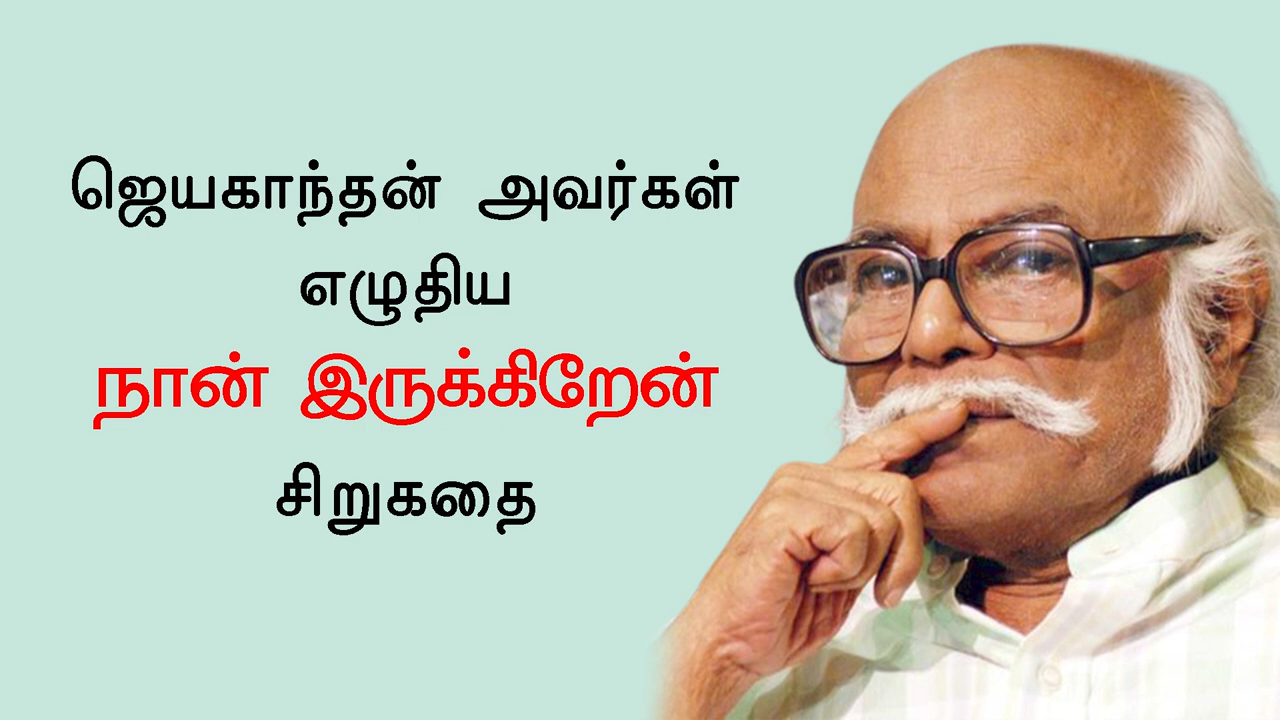 ஜெயகாந்தன் அவர்கள்
எழுதிய
நான் இருக்கிறேன்
சிறுகதை